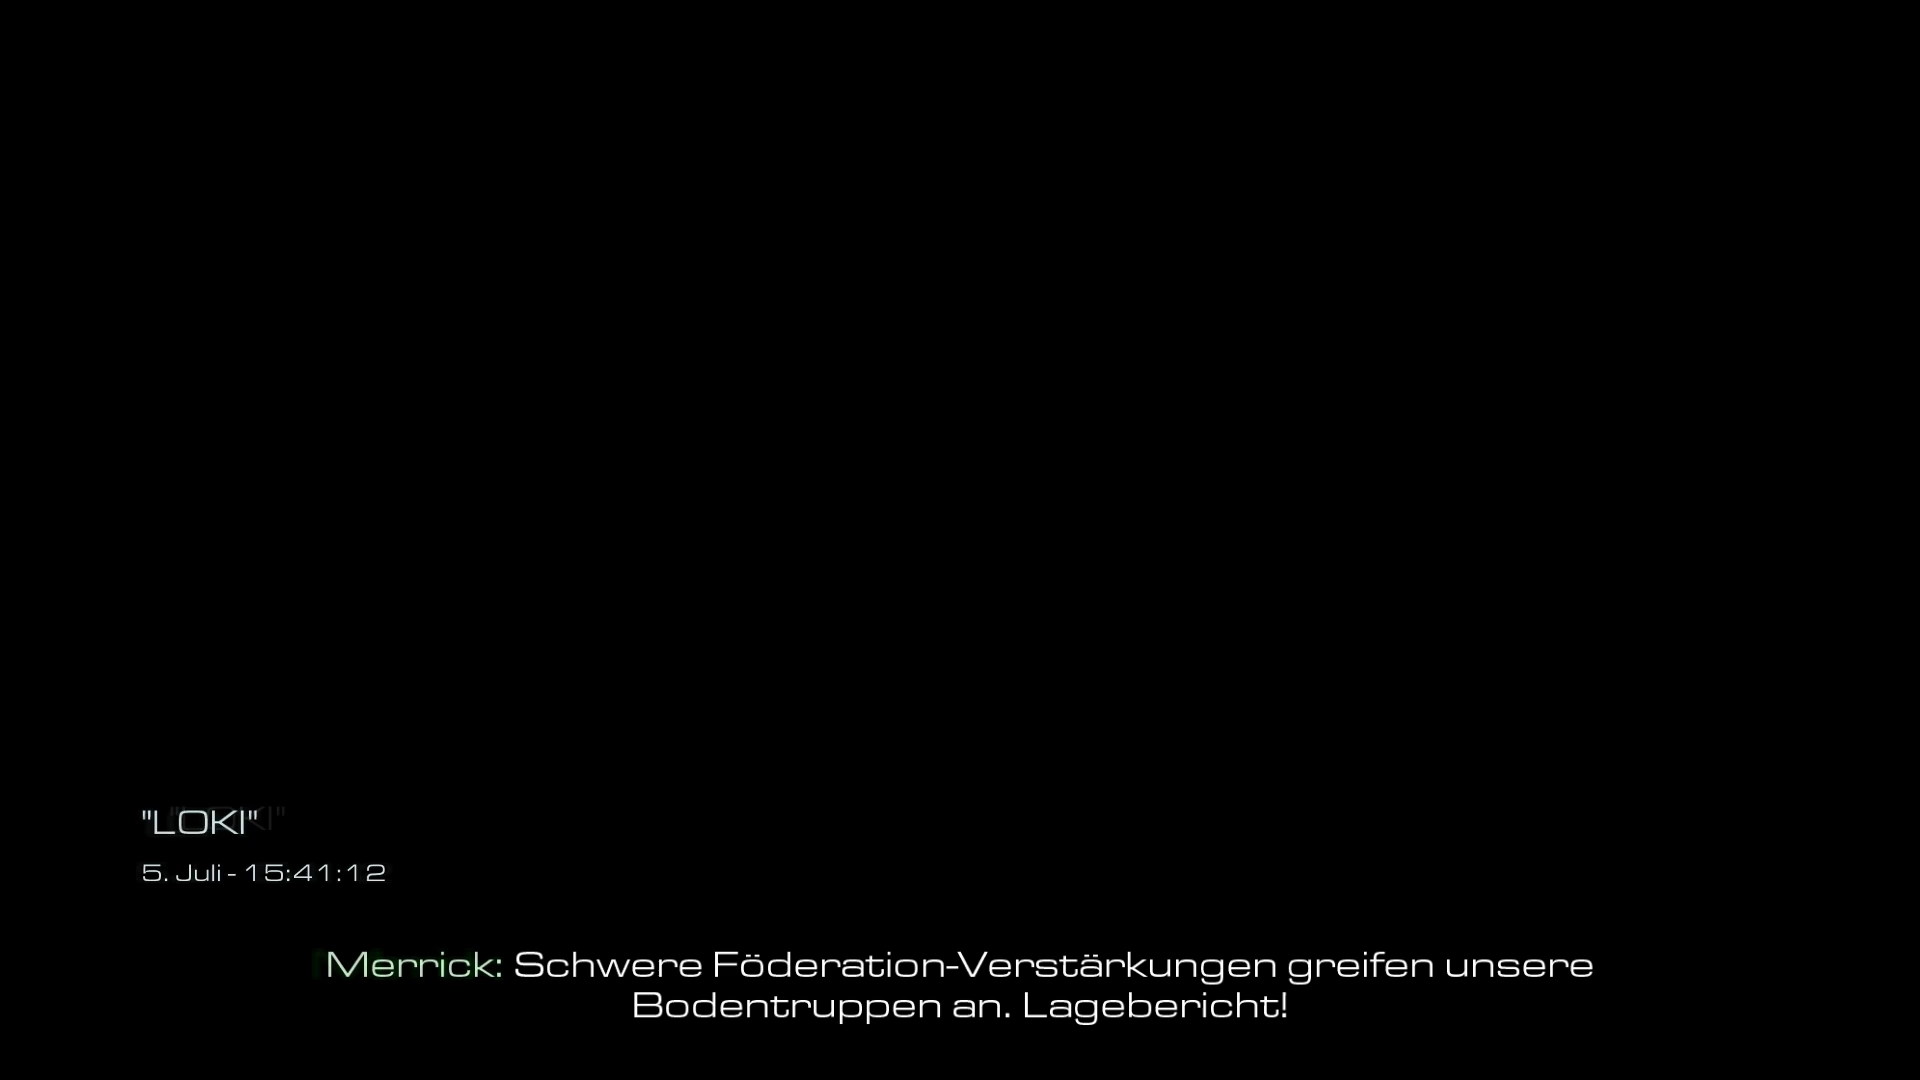 "LOKI"
5. Juli - 15:41:12
Merrick: Schwere Föderation-Verstärkungen greifen unsere
Bodentruppen an. Lagebericht!